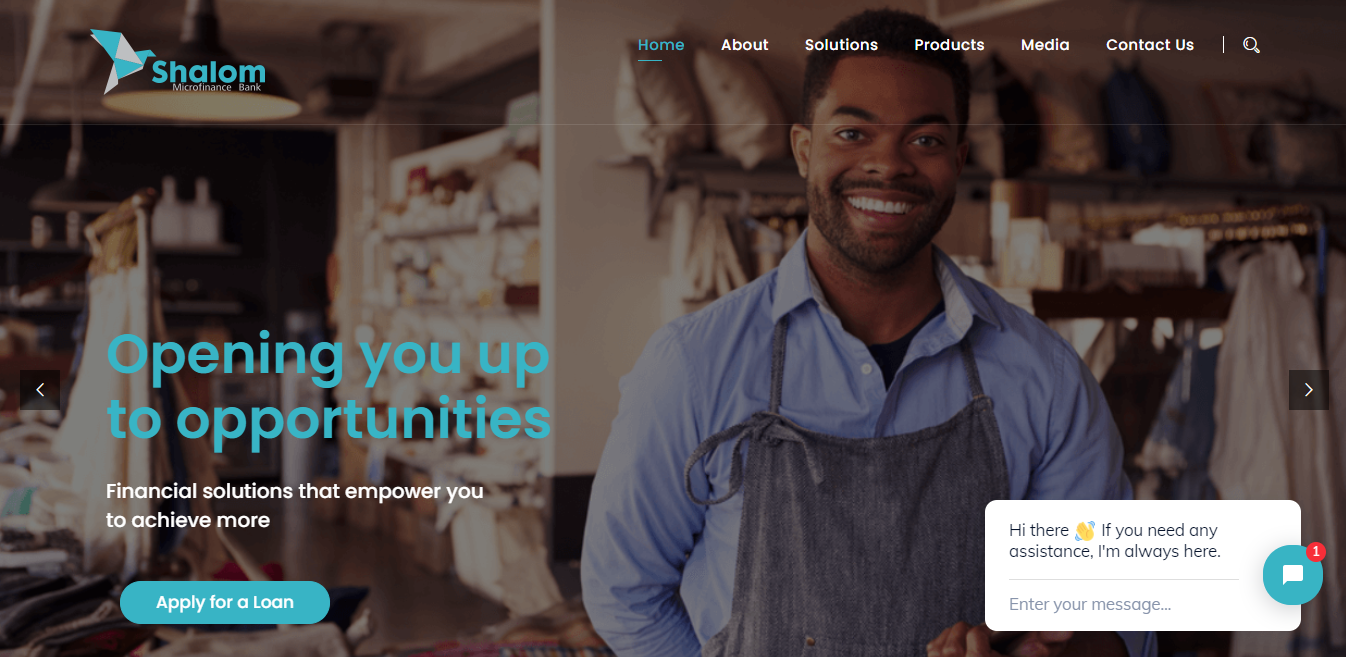 Shalom
Microfinance Bank
Home About Solutions Products Media Contact Us
Opening you up
to opportunities
Financial solutions that empower you
to achieve more
Apply for a Loan
Hi there 👋 If you need any
assistance, I'm always here.
Enter your message...
1